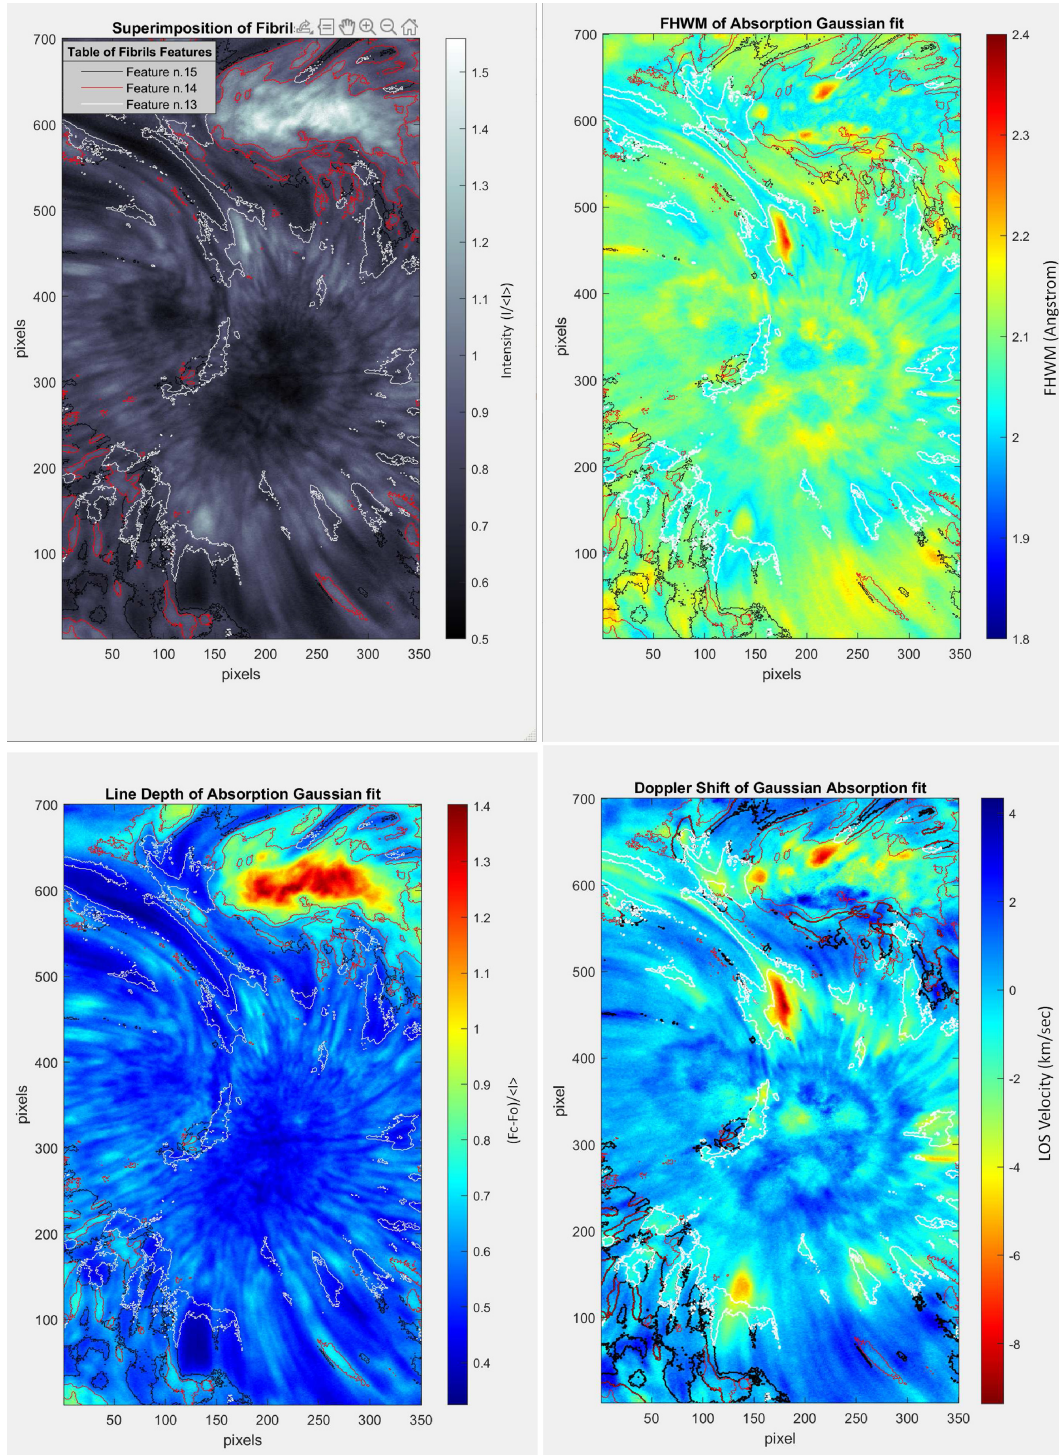 Superimposition of Fibril
Table of Fibrils Features
Feature n.15
Feature n.14
Feature n.13
700
600
500
400
300
200
100
50 100 150 200 250 300 350
pixels
pixels
1.5
1.4
1.3
1.2
1.1
1
0.9
0.8
0.7
0.6
0.5
Intensity (I/<I>)
FHWM of Absorption Gaussian fit
700
600
500
400
300
200
100
50 100 150 200 250 300 350
pixels
pixels
2.4
2.3
2.2
2.1
2
1.9
1.8
FHWM (Angstrom)
Line Depth of Absorption Gaussian fit
700
600
500
400
300
200
100
50 100 150 200 250 300 350
pixels
pixels
1.4
1.3
1.2
1.1
1
0.9
0.8
0.7
0.6
0.5
0.4
(Fc-Fo)/<I>
Doppler Shift of Gaussian Absorption fit
700
600
500
400
300
200
100
50 100 150 200 250 300 350
pixel
pixel
4
2
0
-2
-4
-6
-8
LOS Velocity (km/sec)